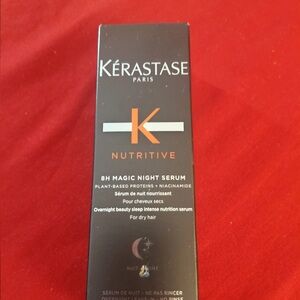 KÉRASTASE
PARIS
K
NUTRITIVE
8H MAGIC NIGHT SERUM
PLANT-BASED PROTEINS + NIACINAMIDE
Sérum de nuit nourrissant
Pour cheveux secs
Overnight beauty sleep intense nutrition serum
For dry hair
SÉRUM DE NUIT - NE PAS RINCER